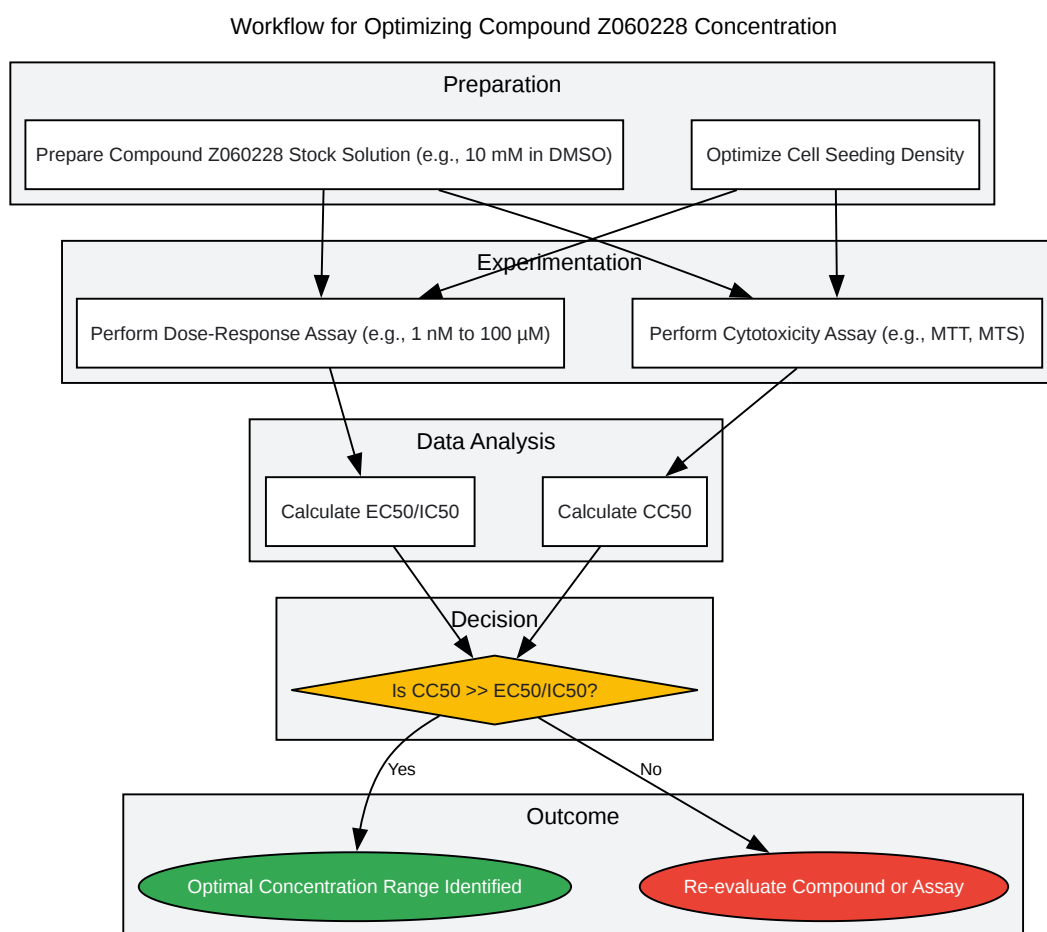 Workflow for Optimizing Compound Z060228 Concentration
Preparation
Prepare Compound Z060228 Stock Solution (e.g., 10 mM in DMSO)
Optimize Cell Seeding Density
Experimentation
Perform Dose-Response Assay (e.g., 1 nM to 100 µM)
Perform Cytotoxicity Assay (e.g., MTT, MTS)
Data Analysis
Calculate EC50/IC50
Calculate CC50
Decision
Is CC50 >> EC50/IC50?
Yes
No
Outcome
Optimal Concentration Range Identified
Re-evaluate Compound or Assay